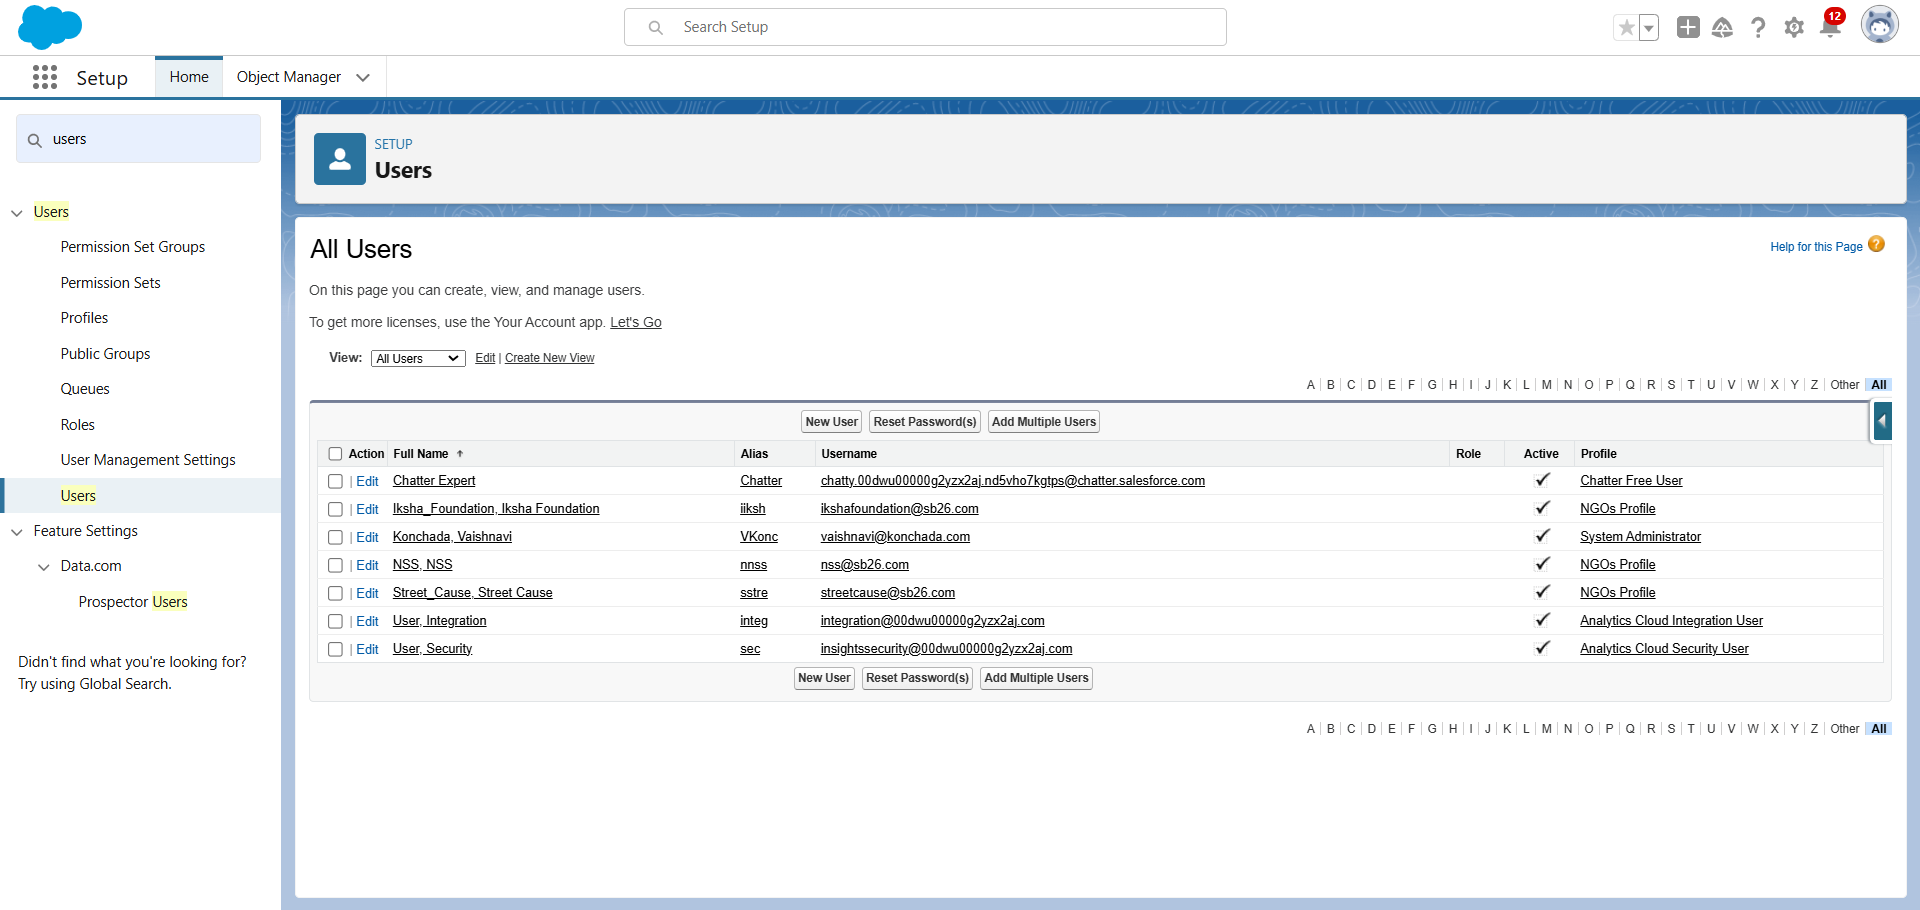 Search Setup
12
Setup
Home
Object Manager
users
Users
Permission Set Groups
Permission Sets
Profiles
Public Groups
Queues
Roles
User Management Settings
Users
Feature Settings
Data.com
Prospector Users
Didn't find what you're looking for?
Try using Global Search.
SETUP
Users
All Users
Help for this Page ?
On this page you can create, view, and manage users.
To get more licenses, use the Your Account app. Let's Go
View: All Users Edit | Create New View
A | B | C | D | E | F | G | H | I | J | K | L | M | N | O | P | Q | R | S | T | U | V | W | X | Y | Z | Other All
New User Reset Password(s) Add Multiple Users
Action Full Name ↑ Alias Username Role Active Profile
| Edit Chatter Expert Chatter chatty.00dwu00000g2yzx2aj.nd5vho7kgtps@chatter.salesforce.com ✓ Chatter Free User
| Edit Iksha_Foundation, Iksha Foundation iiksh ikshafoundation@sb26.com ✓ NGOs Profile
| Edit Konchada, Vaishnavi VKonc vaishnavi@konchada.com ✓ System Administrator
| Edit NSS, NSS nnss nss@sb26.com ✓ NGOs Profile
| Edit Street_Cause, Street Cause sstre streetcause@sb26.com ✓ NGOs Profile
| Edit User, Integration integ integration@00dwu00000g2yzx2aj.com ✓ Analytics Cloud Integration User
| Edit User, Security sec insightssecurity@00dwu00000g2yzx2aj.com ✓ Analytics Cloud Security User
New User Reset Password(s) Add Multiple Users
A | B | C | D | E | F | G | H | I | J | K | L | M | N | O | P | Q | R | S | T | U | V | W | X | Y | Z | Other All